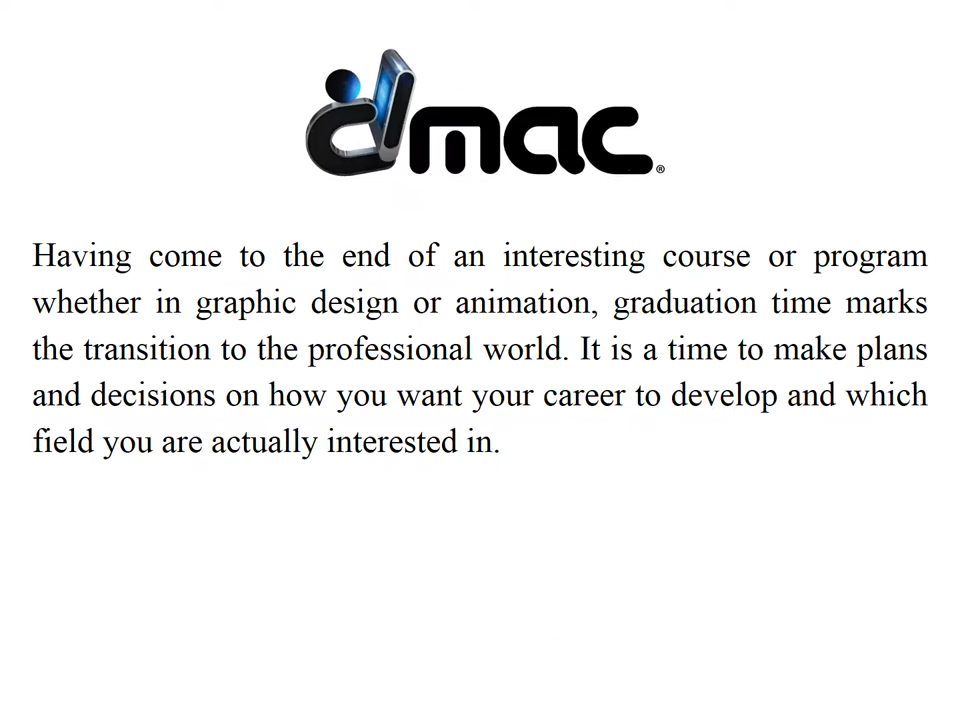 dmac®
Having come to the end of an interesting course or program
whether in graphic design or animation, graduation time marks
the transition to the professional world. It is a time to make plans
and decisions on how you want your career to develop and which
field you are actually interested in.